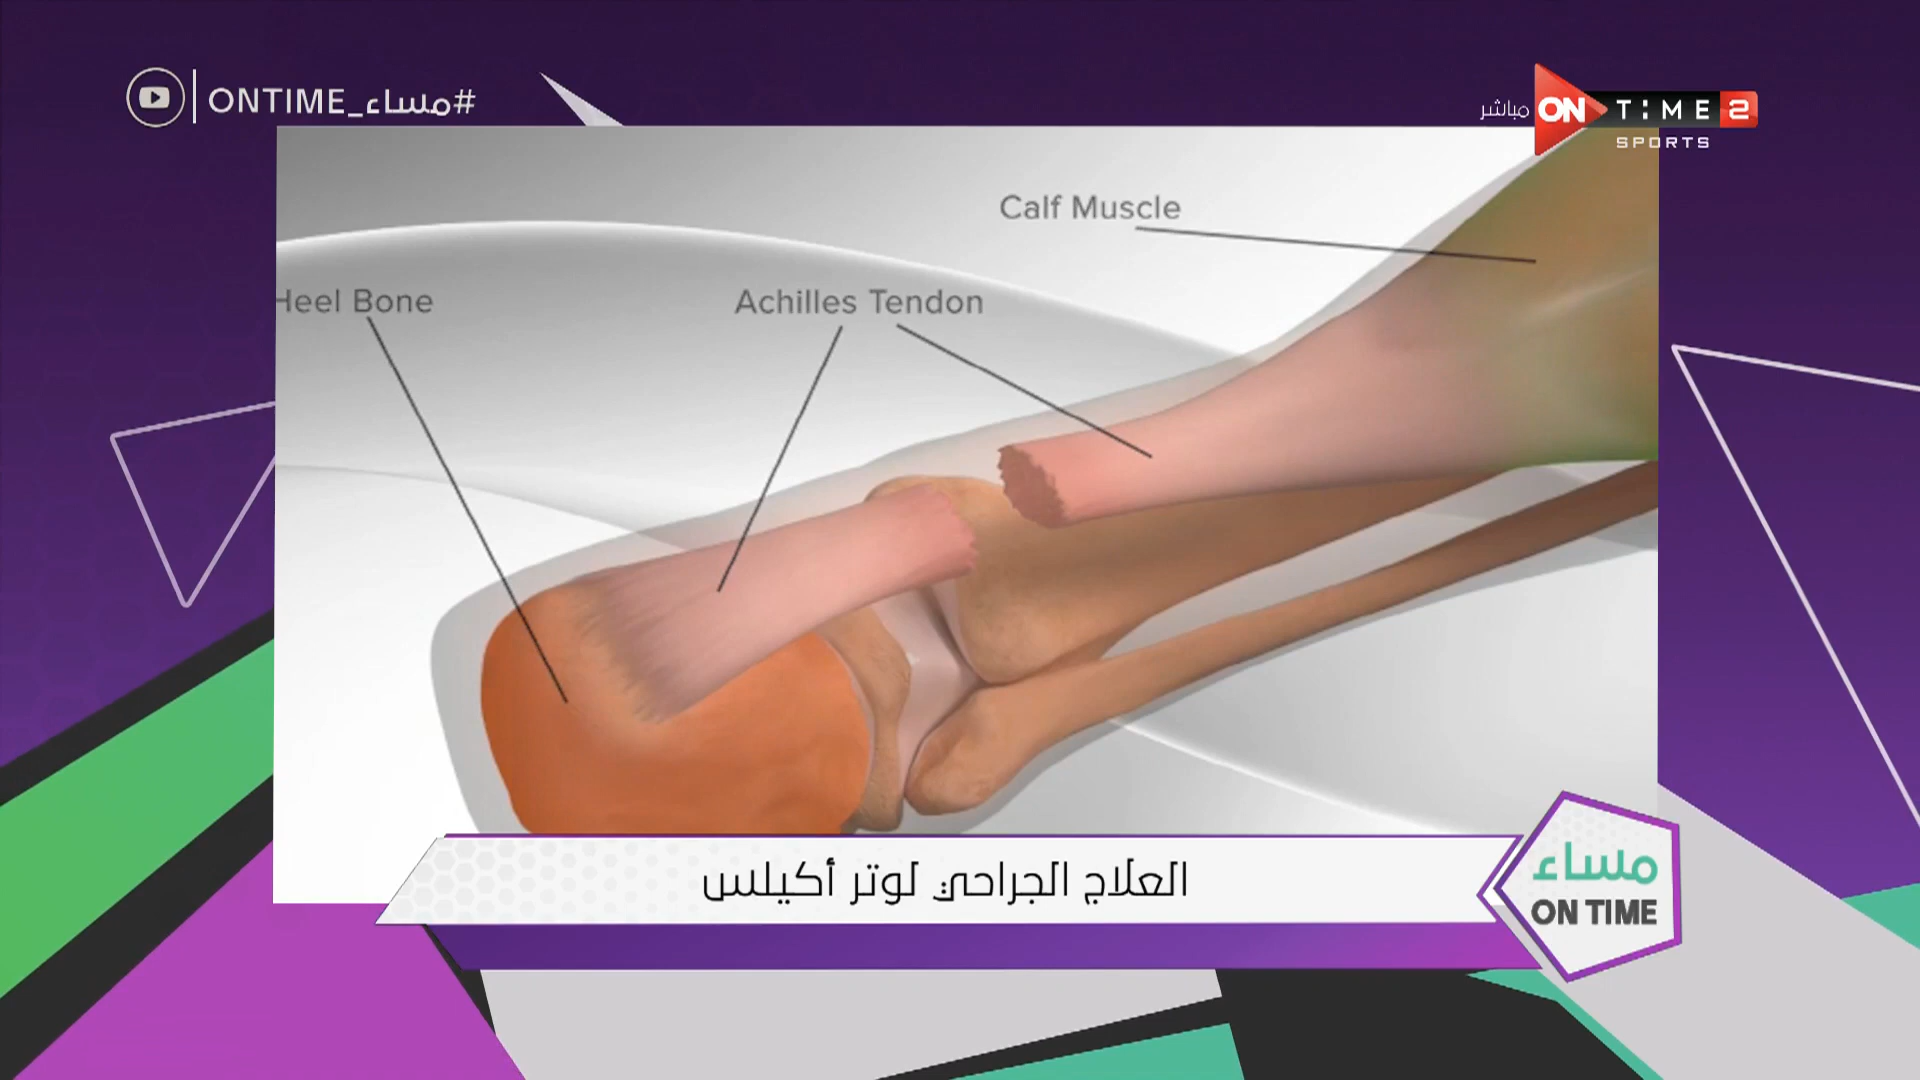 #مساء_ONTIME
مباشر ON TIME 2
SPORTS
Calf Muscle
Heel Bone
Achilles Tendon
العلاج الجراحي لوتر أكيلس
مساء
ON TIME